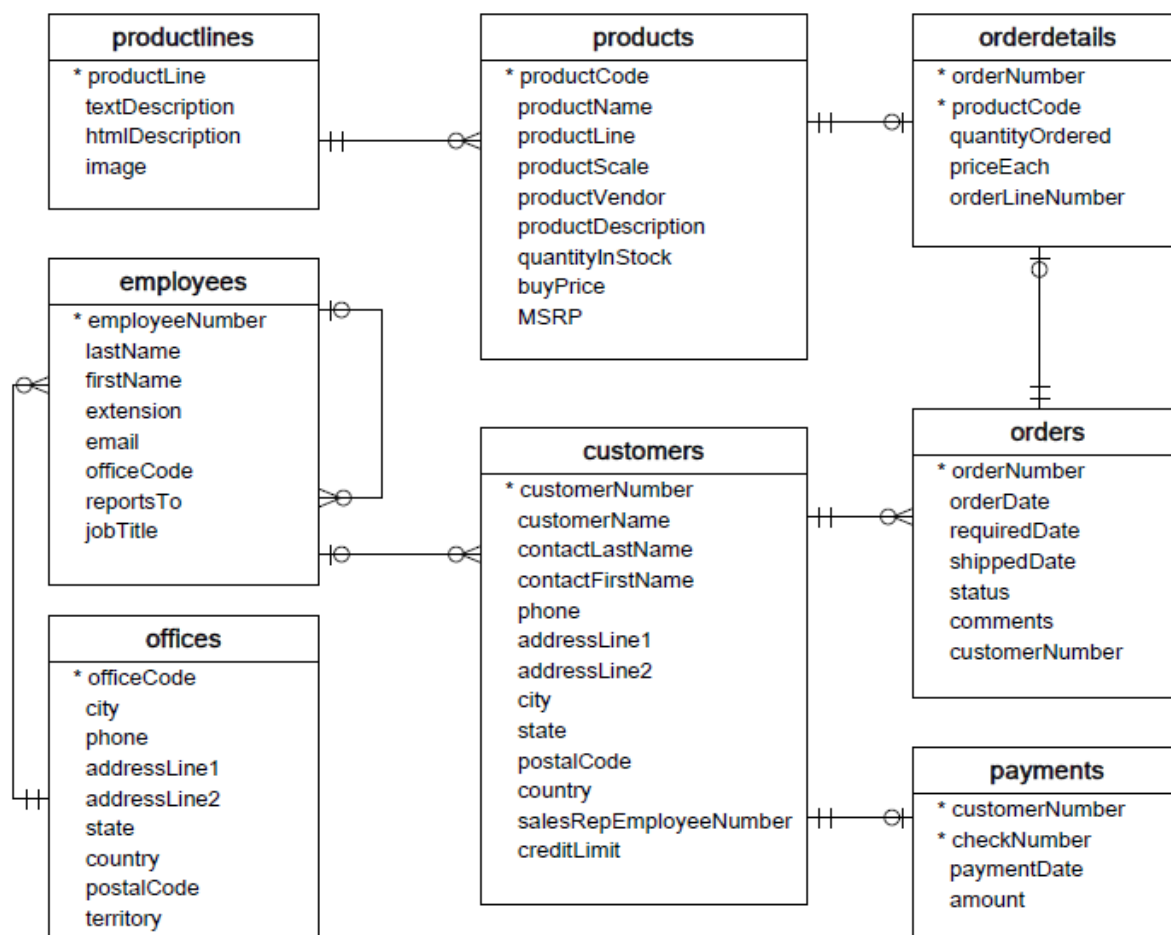 productlines
* productLine
textDescription
htmlDescription
image
products
* productCode
productName
productLine
productScale
productVendor
productDescription
quantityInStock
buyPrice
MSRP
orderdetails
* orderNumber
* productCode
quantityOrdered
priceEach
orderLineNumber
employees
* employeeNumber
lastName
firstName
extension
email
officeCode
reportsTo
jobTitle
customers
* customerNumber
customerName
contactLastName
contactFirstName
phone
addressLine1
addressLine2
city
state
postalCode
country
salesRepEmployeeNumber
creditLimit
orders
* orderNumber
orderDate
requiredDate
shippedDate
status
comments
customerNumber
offices
* officeCode
city
phone
addressLine1
addressLine2
state
country
postalCode
territory
payments
* customerNumber
* checkNumber
paymentDate
amount